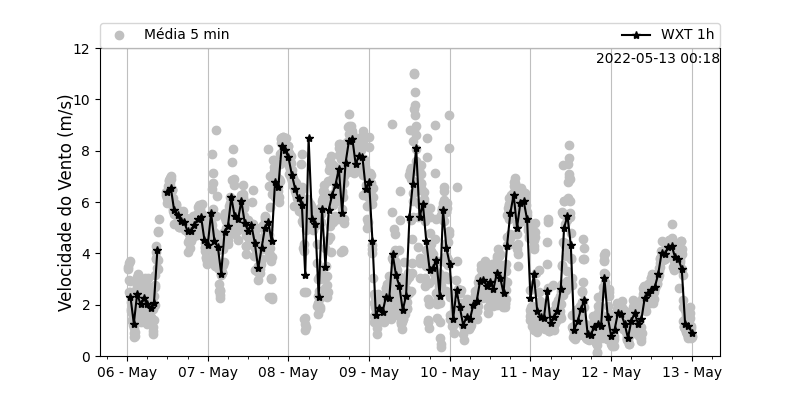 Média 5 min
WXT 1h
2022-05-13 00:18
Velocidade do Vento (m/s)
12
10
8
6
4
2
0
06 - May
07 - May
08 - May
09 - May
10 - May
11 - May
12 - May
13 - May